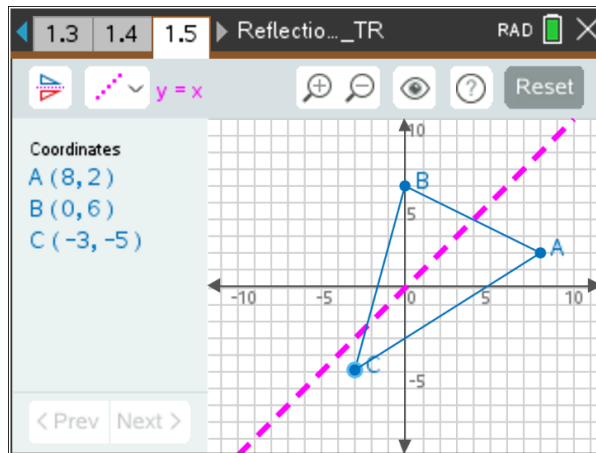 1.3 1.4 1.5 Reflectio..._TR RAD
y = x ? Reset
Coordinates
A (8, 2)
B (0, 6)
C (-3, -5)
< Prev Next >
10
B
5
A
-10 -5 0 5 10
C
-5